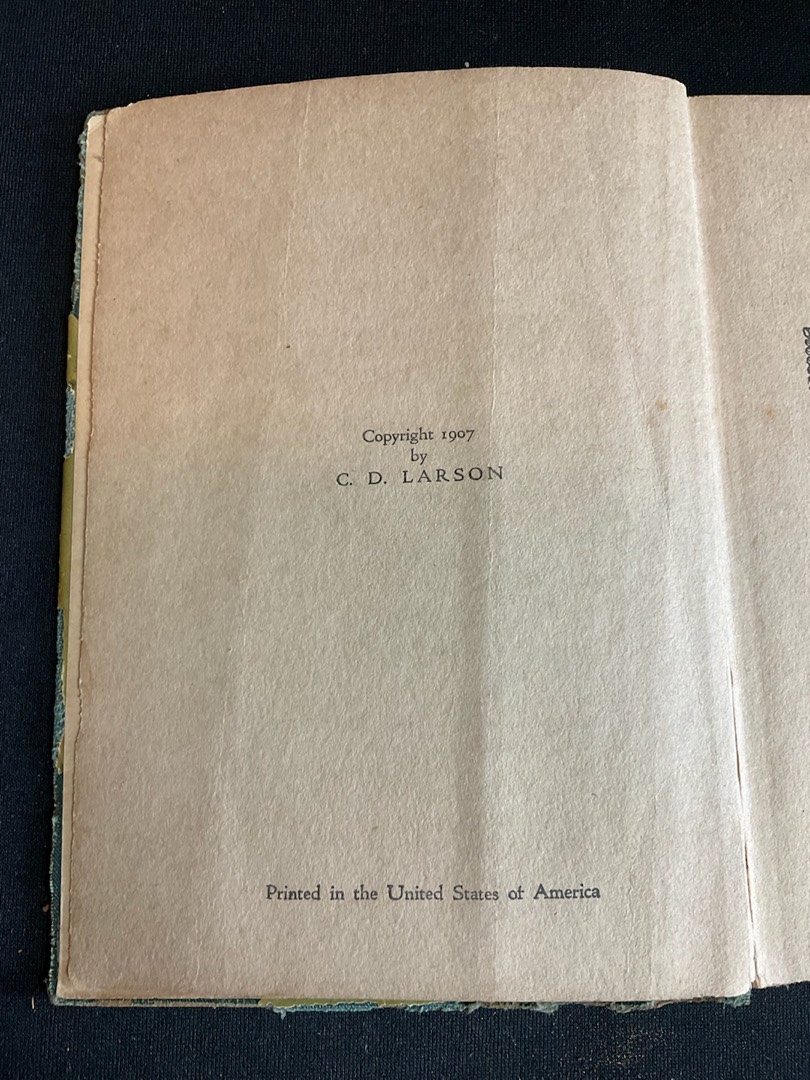 Copyright 1907
by
C. D. LARSON
Printed in the United States of America